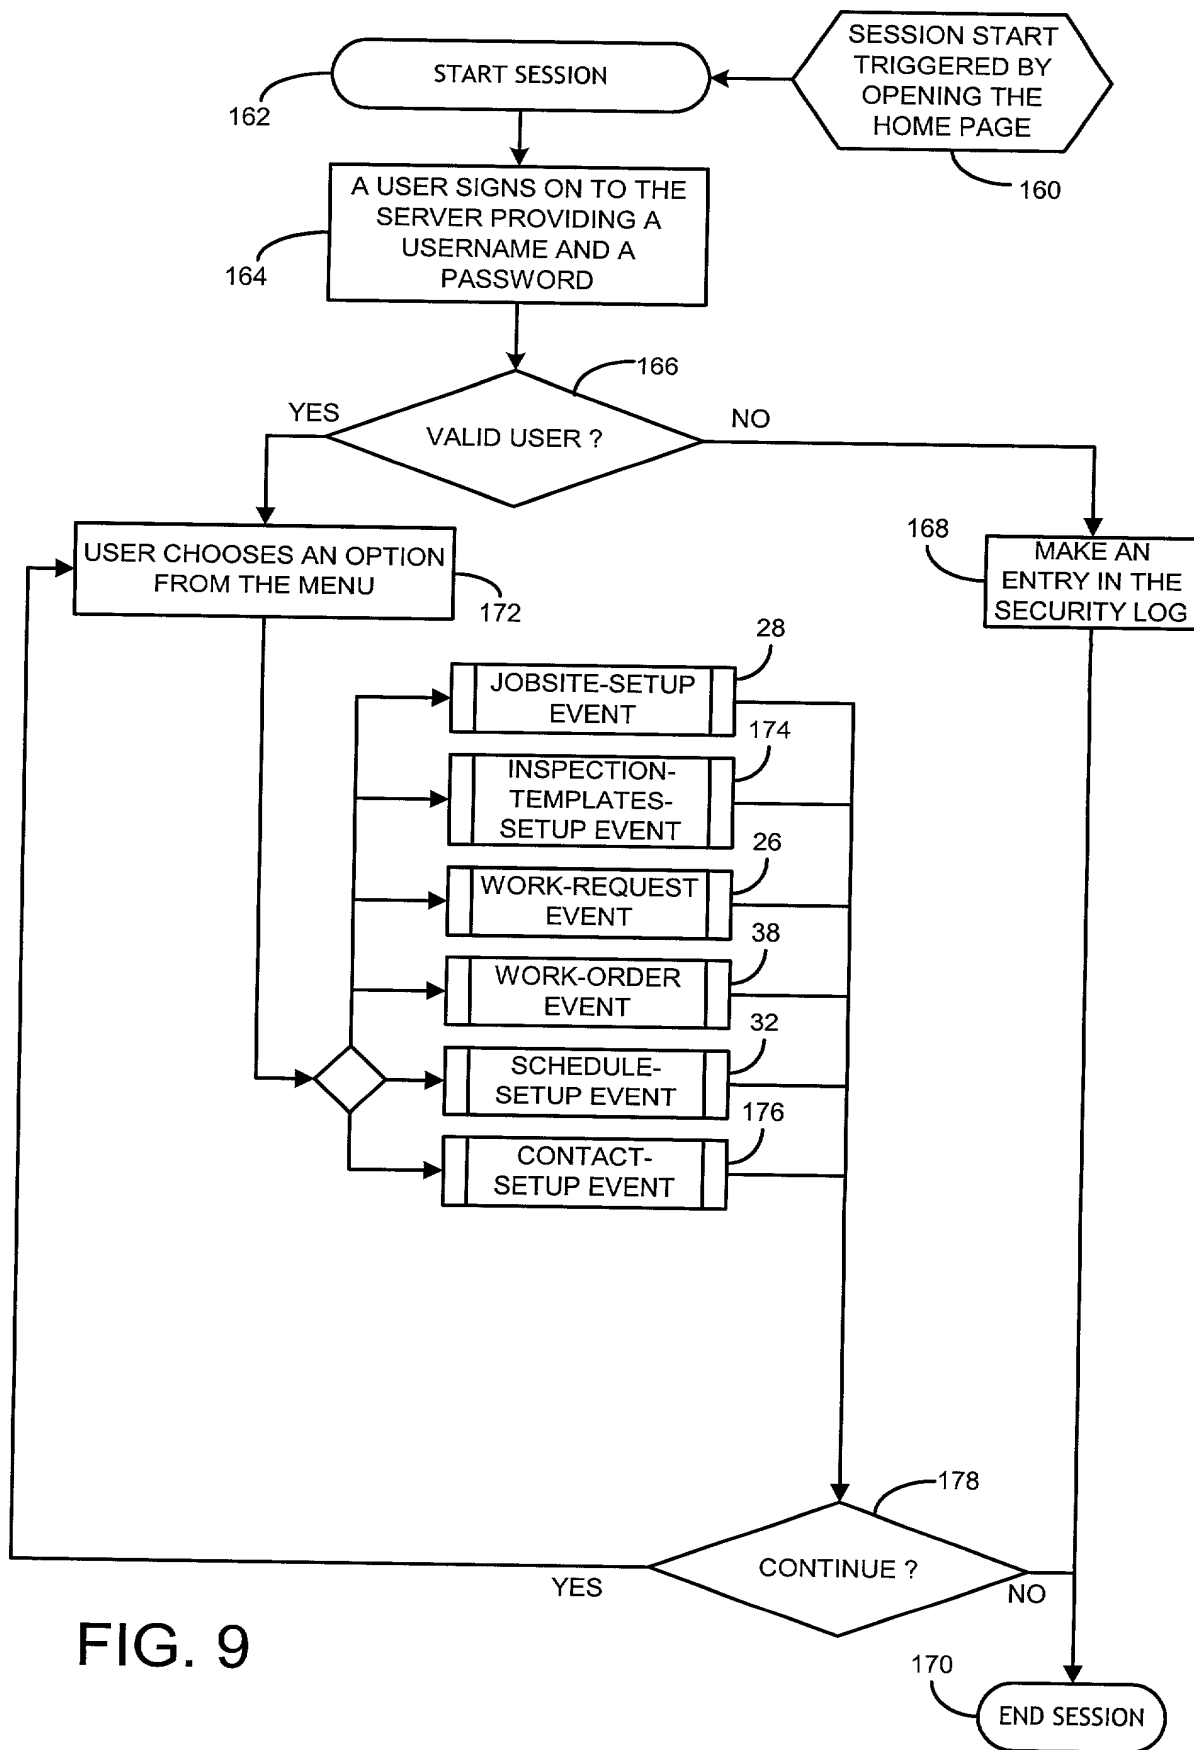 SESSION START
TRIGGERED BY
OPENING THE
HOME PAGE
160
START SESSION
162
A USER SIGNS ON TO THE
SERVER PROVIDING A
USERNAME AND A
PASSWORD
164
166
VALID USER ?
YES
NO
USER CHOOSES AN OPTION
FROM THE MENU
172
168
MAKE AN
ENTRY IN THE
SECURITY LOG
28
JOBSITE-SETUP
EVENT
174
INSPECTION-
TEMPLATES-
SETUP EVENT
26
WORK-REQUEST
EVENT
38
WORK-ORDER
EVENT
32
SCHEDULE-
SETUP EVENT
176
CONTACT-
SETUP EVENT
178
CONTINUE ?
YES
NO
170
END SESSION
FIG. 9